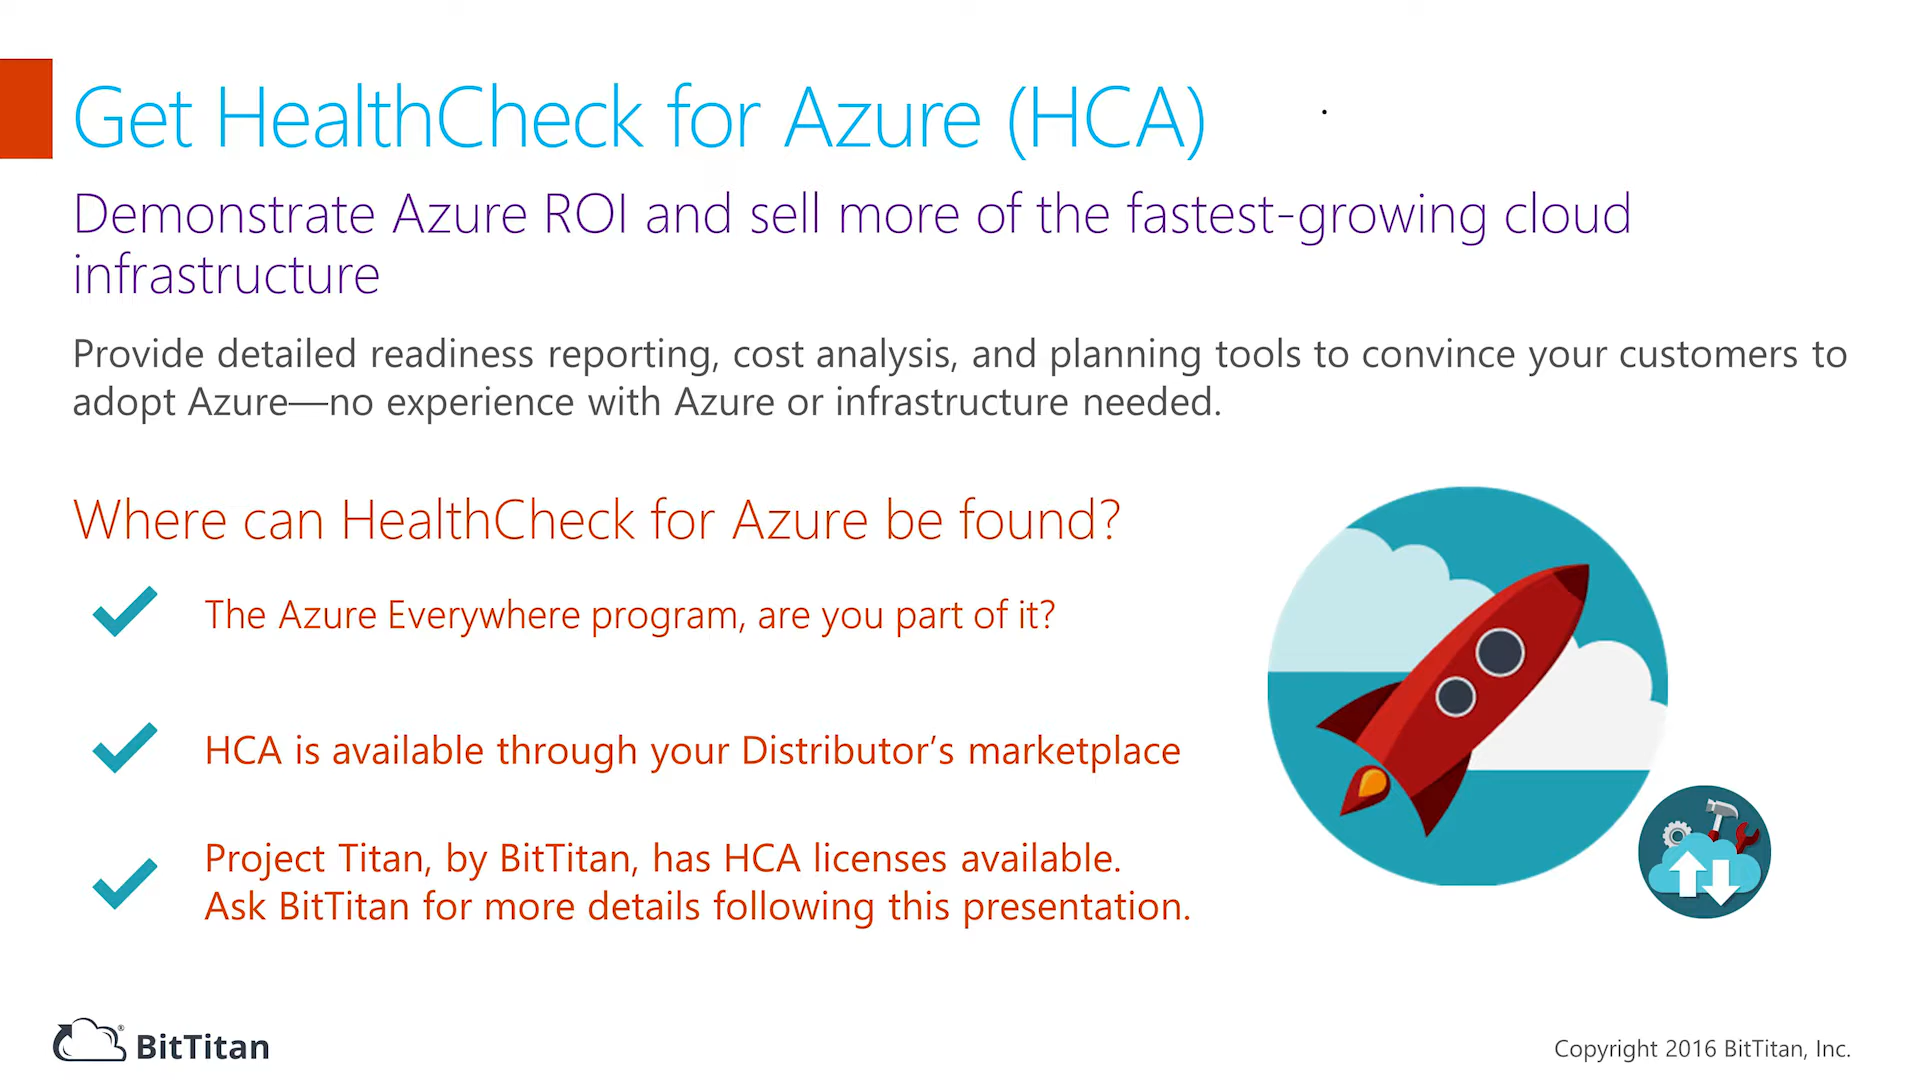 Get HealthCheck for Azure (HCA)
Demonstrate Azure ROI and sell more of the fastest-growing cloud
infrastructure
Provide detailed readiness reporting, cost analysis, and planning tools to convince your customers to
adopt Azure—no experience with Azure or infrastructure needed.
Where can HealthCheck for Azure be found?
The Azure Everywhere program, are you part of it?
HCA is available through your Distributor’s marketplace
Project Titan, by BitTitan, has HCA licenses available.
Ask BitTitan for more details following this presentation.
® BitTitan
Copyright 2016 BitTitan, Inc.